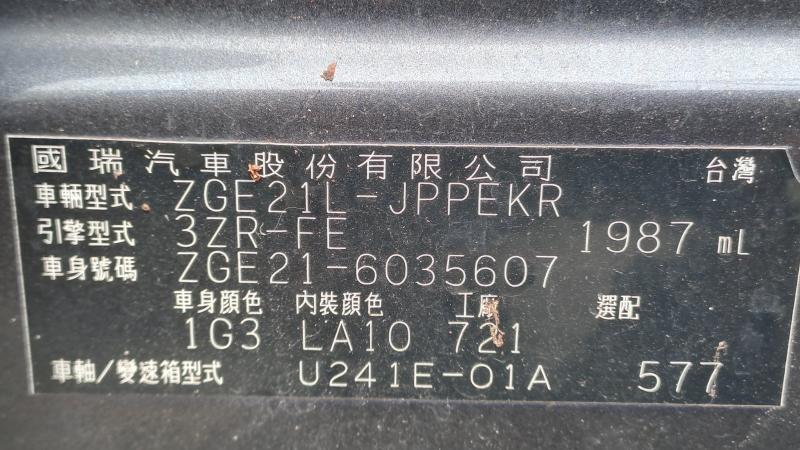 國瑞汽車股份有限公司 台灣
車輛型式 ZGE21L-JPPEKR
引擎型式 3ZR-FE 1987 mL
車身號碼 ZGE21-6035607
車身顏色 內裝顏色 工廠 選配
1G3 LA10 721
車軸/變速箱型式 U241E-01A 577